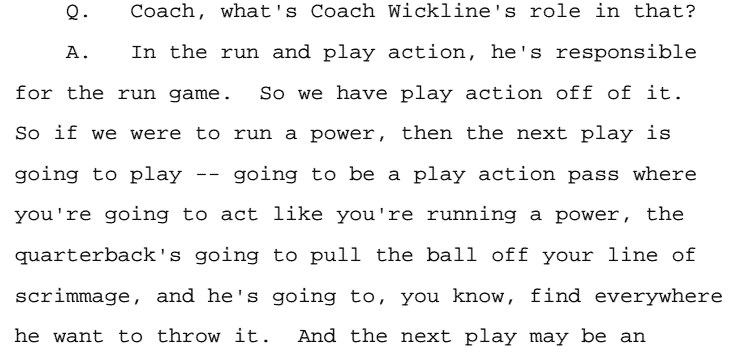 Q. Coach, what's Coach Wickline's role in that?
A. In the run and play action, he's responsible
for the run game. So we have play action off of it.
So if we were to run a power, then the next play is
going to play -- going to be a play action pass where
you're going to act like you're running a power, the
quarterback's going to pull the ball off your line of
scrimmage, and he's going to, you know, find everywhere
he want to throw it. And the next play may be an